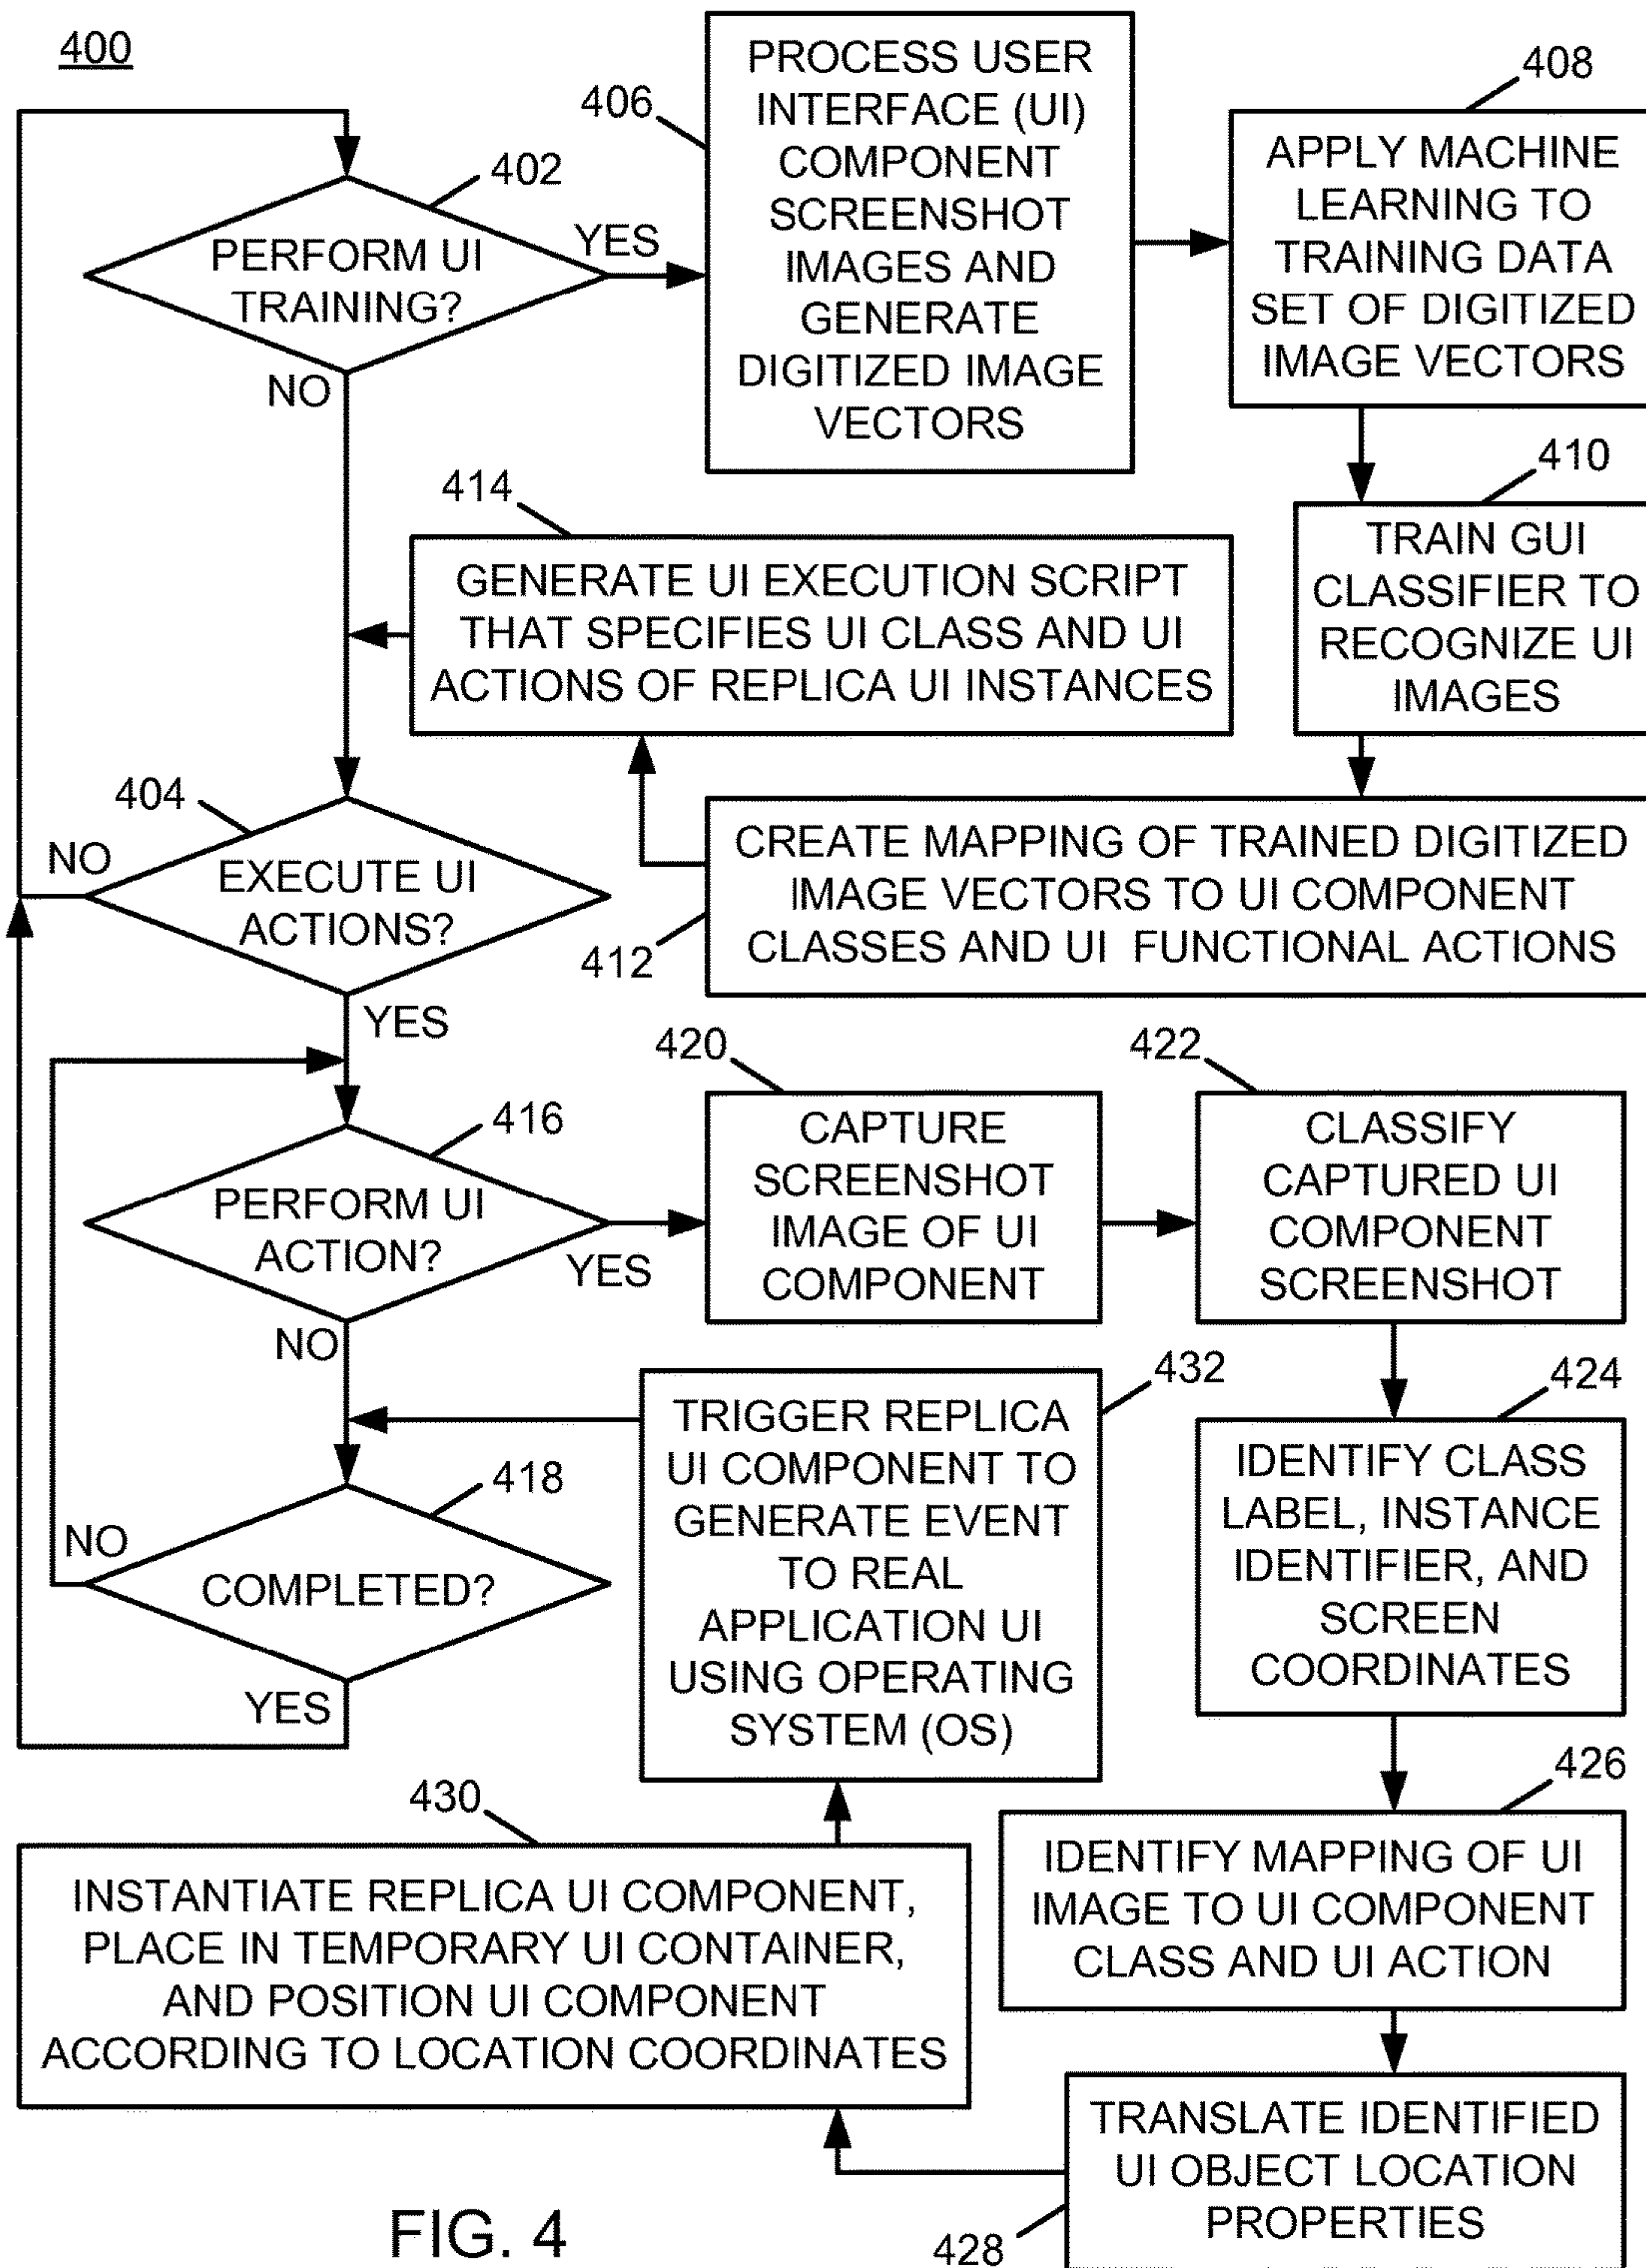 400
402
PERFORM UI
TRAINING?
YES
NO
406
PROCESS USER
INTERFACE (UI)
COMPONENT
SCREENSHOT
IMAGES AND
GENERATE
DIGITIZED IMAGE
VECTORS
408
APPLY MACHINE
LEARNING TO
TRAINING DATA
SET OF DIGITIZED
IMAGE VECTORS
410
TRAIN GUI
CLASSIFIER TO
RECOGNIZE UI
IMAGES
414
GENERATE UI EXECUTION SCRIPT
THAT SPECIFIES UI CLASS AND UI
ACTIONS OF REPLICA UI INSTANCES
412
CREATE MAPPING OF TRAINED DIGITIZED
IMAGE VECTORS TO UI COMPONENT
CLASSES AND UI FUNCTIONAL ACTIONS
404
NO
EXECUTE UI
ACTIONS?
YES
416
PERFORM UI
ACTION?
YES
NO
420
CAPTURE
SCREENSHOT
IMAGE OF UI
COMPONENT
422
CLASSIFY
CAPTURED UI
COMPONENT
SCREENSHOT
418
NO
COMPLETED?
YES
432
TRIGGER REPLICA
UI COMPONENT TO
GENERATE EVENT
TO REAL
APPLICATION UI
USING OPERATING
SYSTEM (OS)
424
IDENTIFY CLASS
LABEL, INSTANCE
IDENTIFIER, AND
SCREEN
COORDINATES
426
IDENTIFY MAPPING OF UI
IMAGE TO UI COMPONENT
CLASS AND UI ACTION
430
INSTANTIATE REPLICA UI COMPONENT,
PLACE IN TEMPORARY UI CONTAINER,
AND POSITION UI COMPONENT
ACCORDING TO LOCATION COORDINATES
428
TRANSLATE IDENTIFIED
UI OBJECT LOCATION
PROPERTIES
FIG. 4